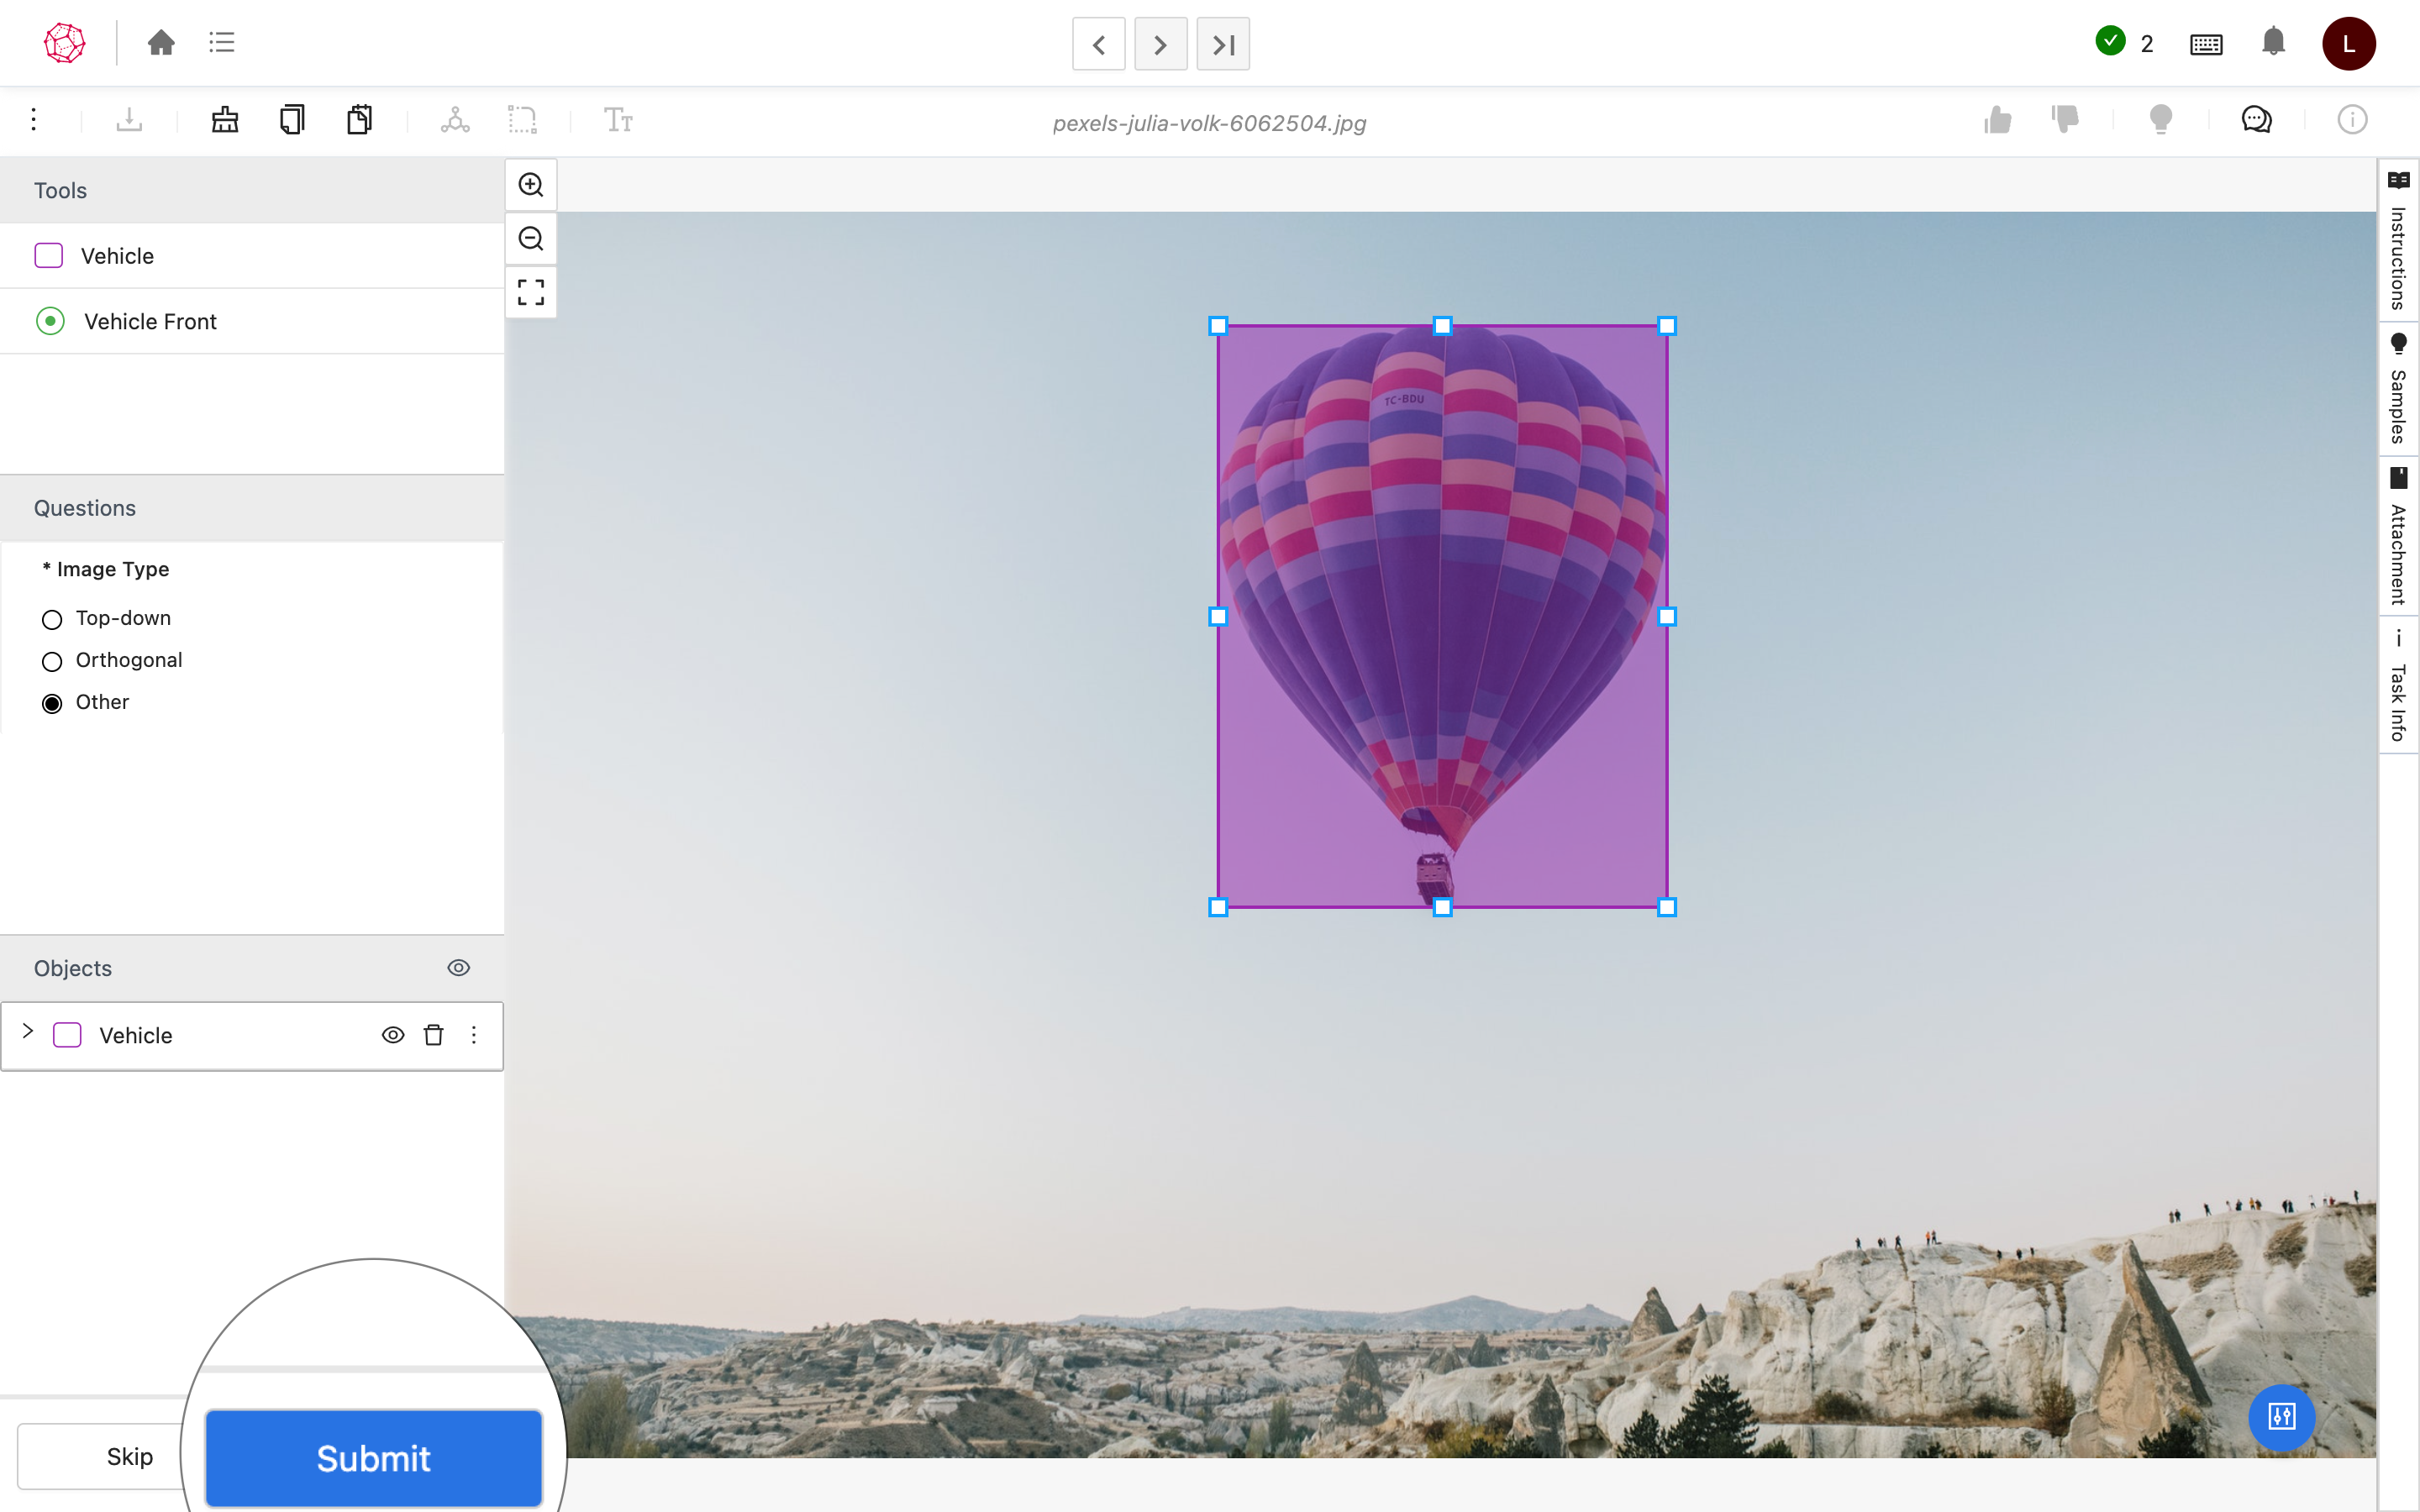 2
L
pexels-julia-volk-6062504.jpg
Tools
Vehicle
Vehicle Front
Questions
* Image Type
Top-down
Orthogonal
Other
Objects
Vehicle
Skip
Submit
TC-BDU
Instructions
Samples
Attachment
Task Info